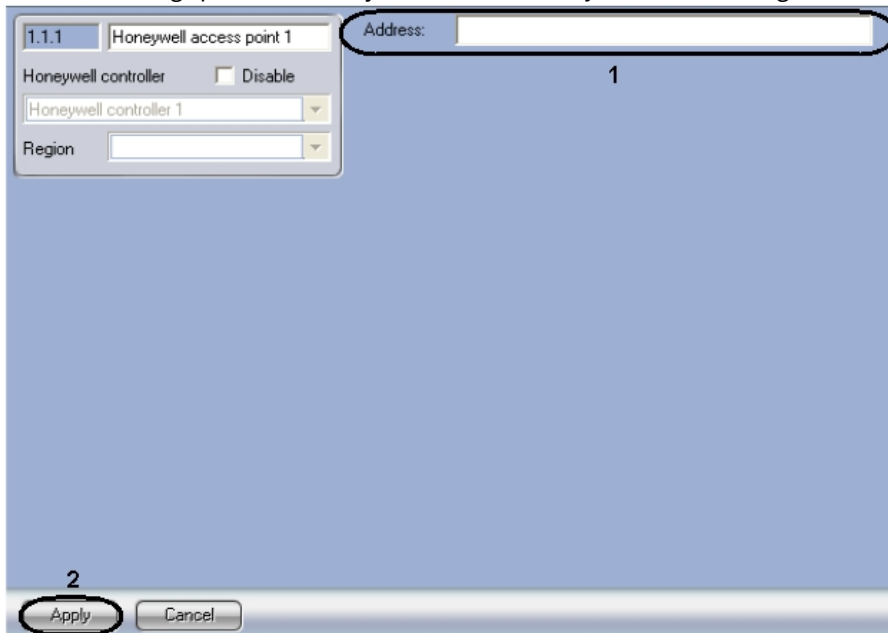 1.1.1 Honeywell access point 1 Address:
1
Honeywell controller Disable
Honeywell controller 1
Region
2
Apply Cancel